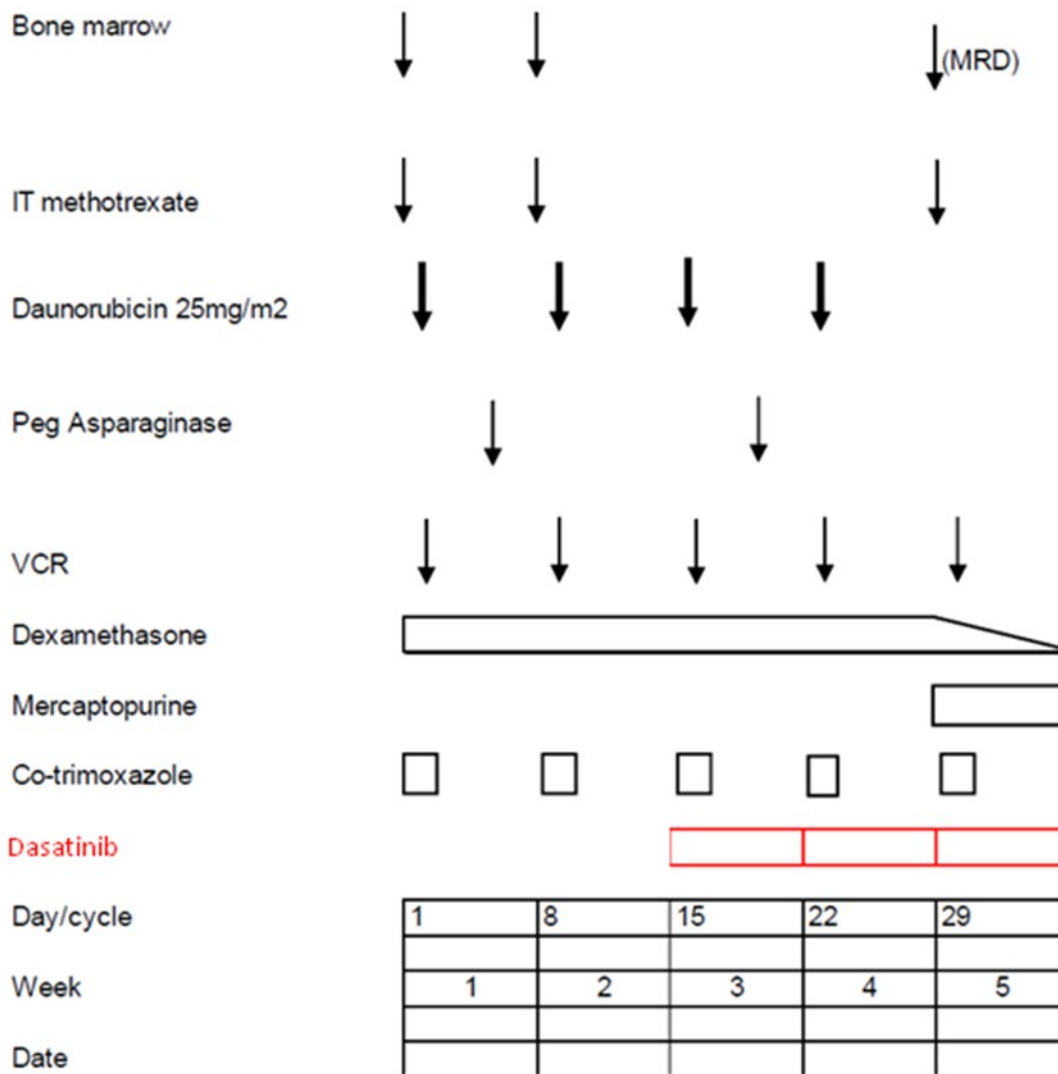 Bone marrow
(MRD)
IT methotrexate
Daunorubicin 25mg/m2
Peg Asparaginase
VCR
Dexamethasone
Mercaptopurine
Co-trimoxazole
Dasatinib
Day/cycle 1 8 15 22 29
Week 1 2 3 4 5
Date